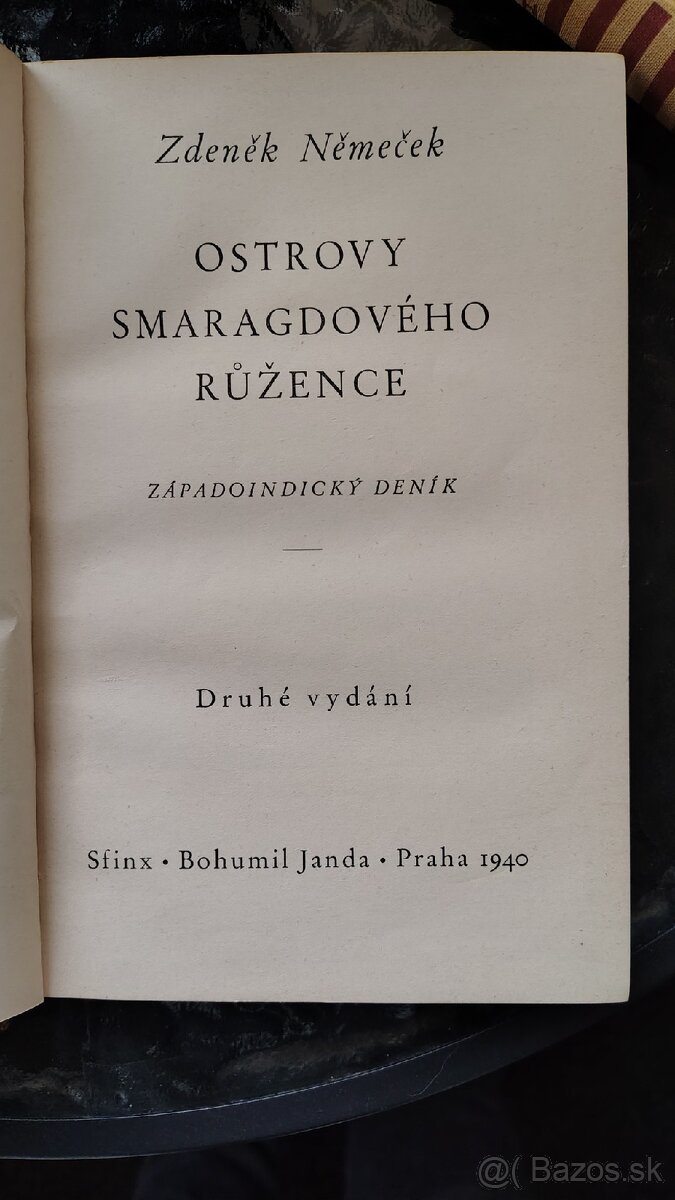 Zdeněk Němeček
OSTROVY
SMARAGDOVÉHO
RŮŽENCE
ZÁPADOINDICKÝ DENÍK
Druhé vydání
Sfinx • Bohumil Janda • Praha 1940
@( Bazos.sk